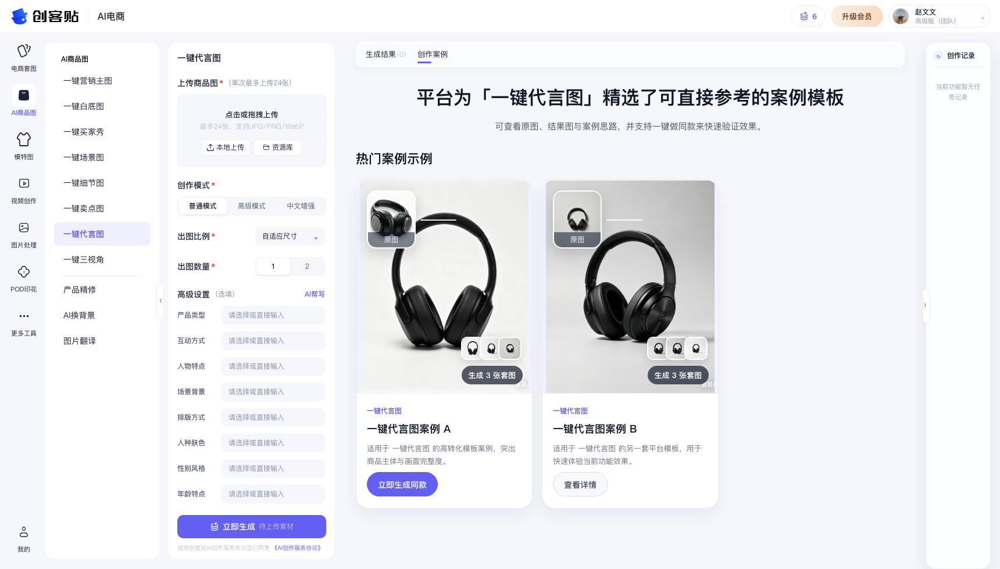 创客贴
AI电商
6
升级会员
赵文文
高级版（团队）
电商套图
AI商品图
模特图
视频创作
图片处理
POD印花
更多工具
我的
AI商品图
一键营销主图
一键白底图
一键买家秀
一键场景图
一键细节图
一键卖点图
一键代言图
一键三视角
产品精修
AI换背景
图片翻译
一键代言图
上传商品图* （单次最多上传24张）
点击或拖拽上传
最多24张，支持JPG/PNG/WebP
本地上传
资源库
创作模式*
普通模式
高级模式
中文增强
出图比例*
自适应尺寸
出图数量*
1
2
高级设置 （选填）
AI帮写
产品类型
请选择或直接输入
互动方式
请选择或直接输入
人物特点
请选择或直接输入
场景背景
请选择或直接输入
排版方式
请选择或直接输入
人种肤色
请选择或直接输入
性别风格
请选择或直接输入
年龄特点
请选择或直接输入
立即生成 待上传素材
使用创客贴AI创作服务表示您已同意 《AI创作服务协议》
生成结果(0)
创作案例
平台为「一键代言图」精选了可直接参考的案例模板
可查看原图、结果图与案例思路，并支持一键做同款来快速验证效果。
热门案例示例
原图
生成 3 张套图
一键代言图
一键代言图案例 A
适用于 一键代言图 的高转化模板案例，突出
商品主体与画面完整度。
立即生成同款
原图
生成 3 张套图
一键代言图
一键代言图案例 B
适用于 一键代言图 的另一套平台模板，用于
快速体验当前功能效果。
查看详情
创作记录
当前功能暂无任
务记录